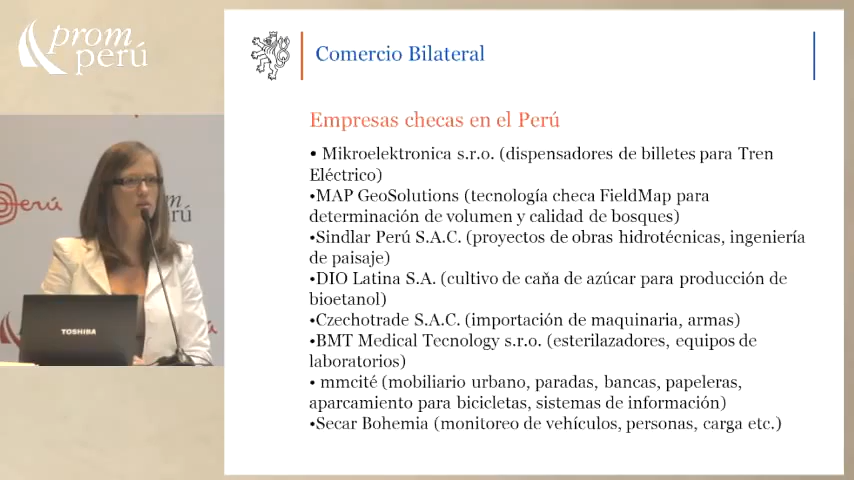 prom
perú
Comercio Bilateral
Empresas checas en el Perú
• Mikroelektronica s.r.o. (dispensadores de billetes para Tren
Eléctrico)
•MAP GeoSolutions (tecnología checa FieldMap para
determinación de volumen y calidad de bosques)
•Sindlar Perú S.A.C. (proyectos de obras hidrotécnicas, ingeniería
de paisaje)
•DIO Latina S.A. (cultivo de caňa de azúcar para producción de
bioetanol)
•Czechotrade S.A.C. (importación de maquinaria, armas)
•BMT Medical Tecnology s.r.o. (esterilazadores, equipos de
laboratorios)
• mmcité (mobiliario urbano, paradas, bancas, papeleras,
aparcamiento para bicicletas, sistemas de información)
•Secar Bohemia (monitoreo de vehículos, personas, carga etc.)
Perú
rú
TOSHIBA